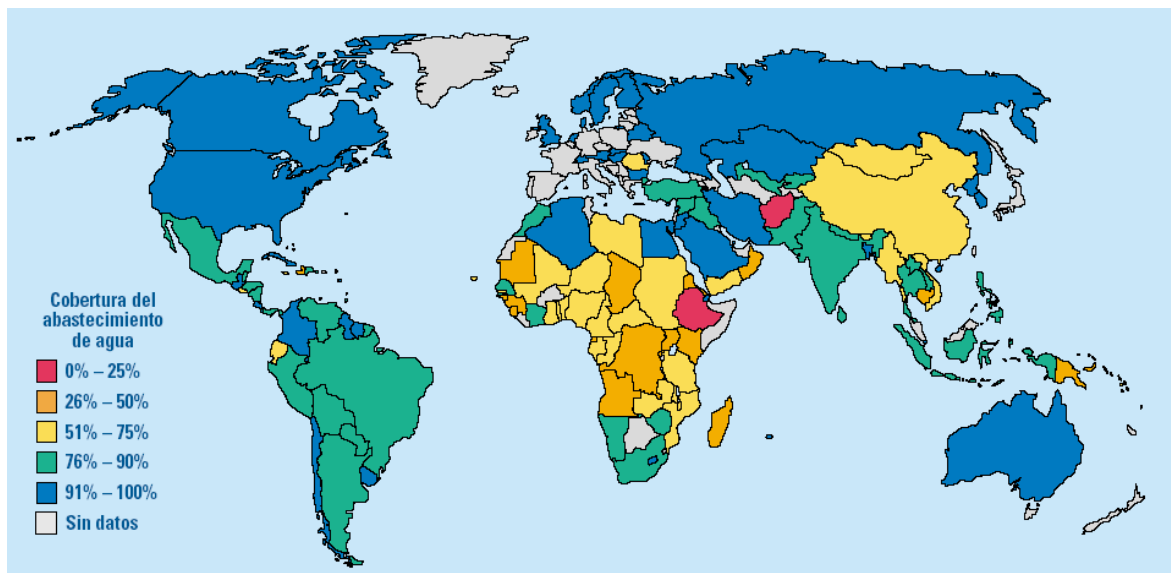 Cobertura del
abastecimiento
de agua
0% – 25%
26% – 50%
51% – 75%
76% – 90%
91% – 100%
Sin datos